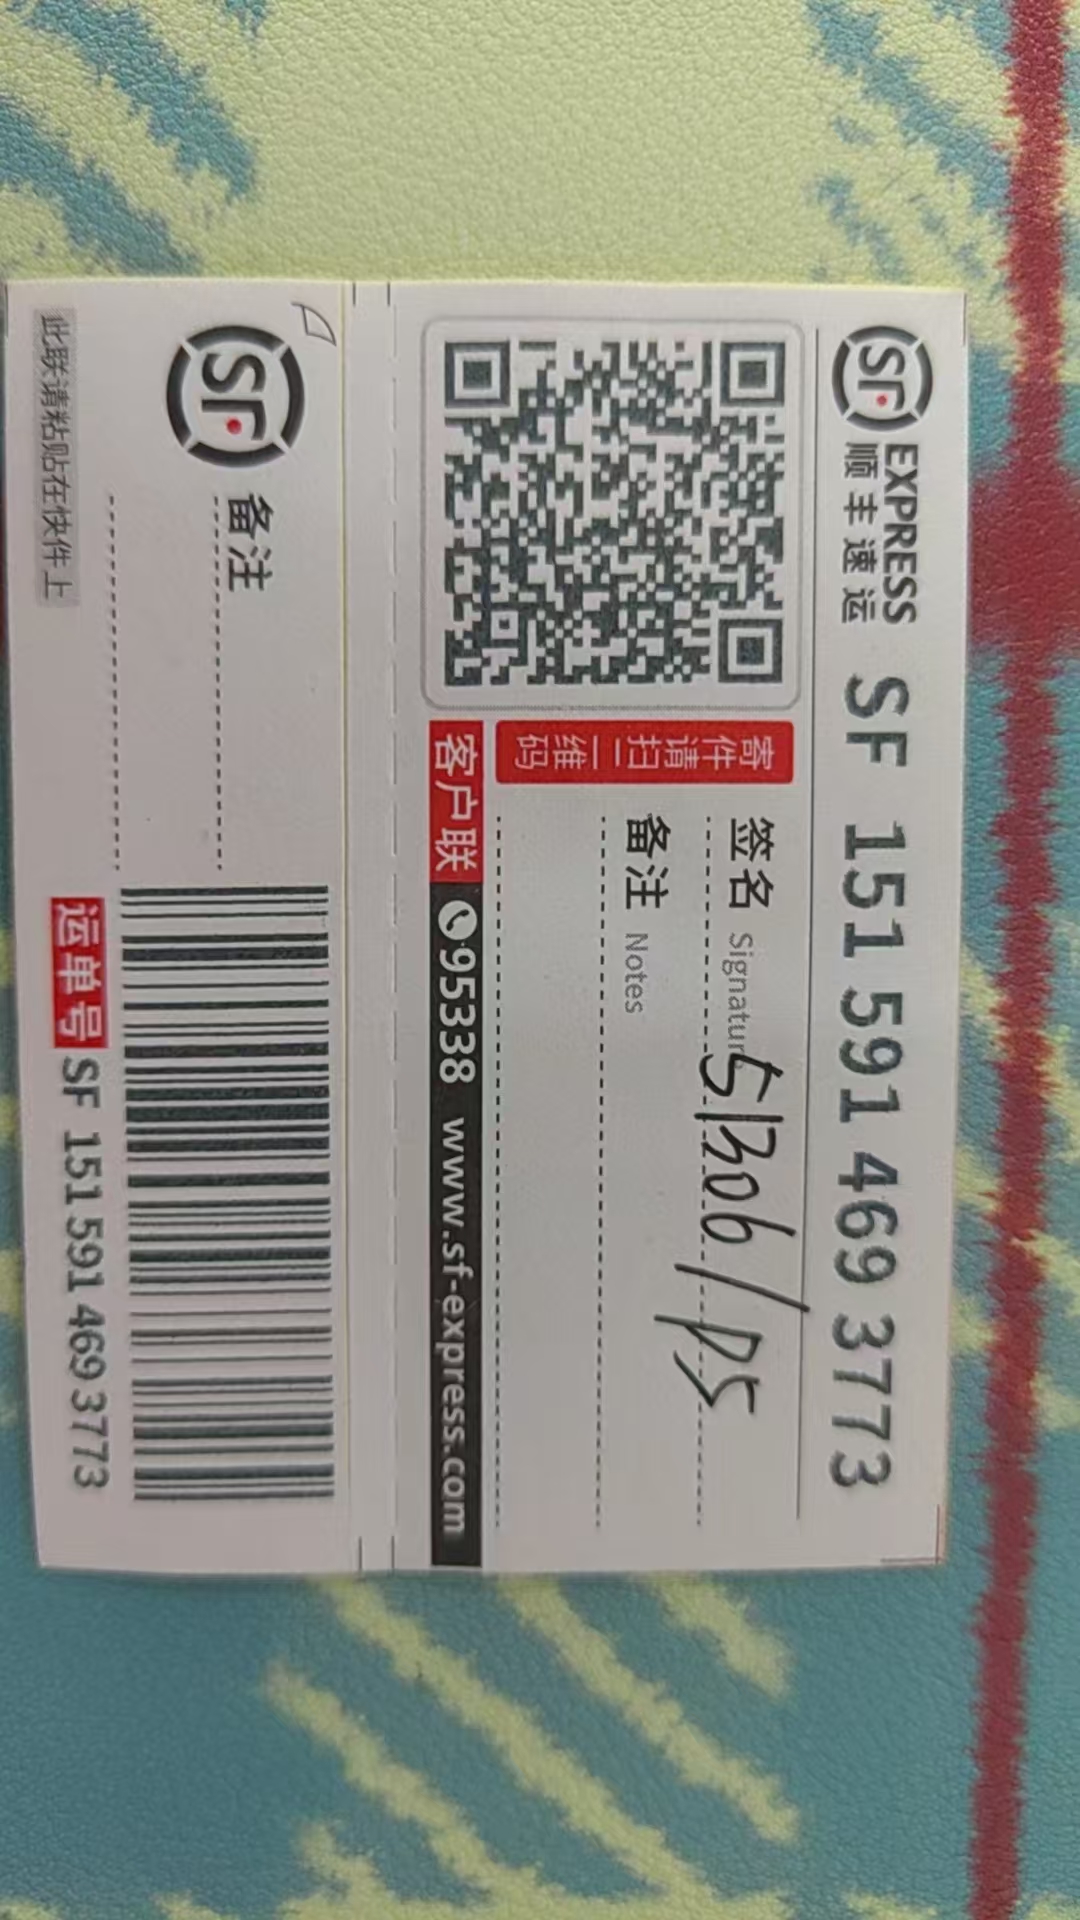 SF EXPRESS
顺丰速运
SF 151 591 469 3773
寄件请扫二维码
签名 Signatur
51306/P5
备注 Notes
客户联
95338 www.sf-express.com
SF
备注
此联请粘贴在快件上
运单号 SF 151 591 469 3773